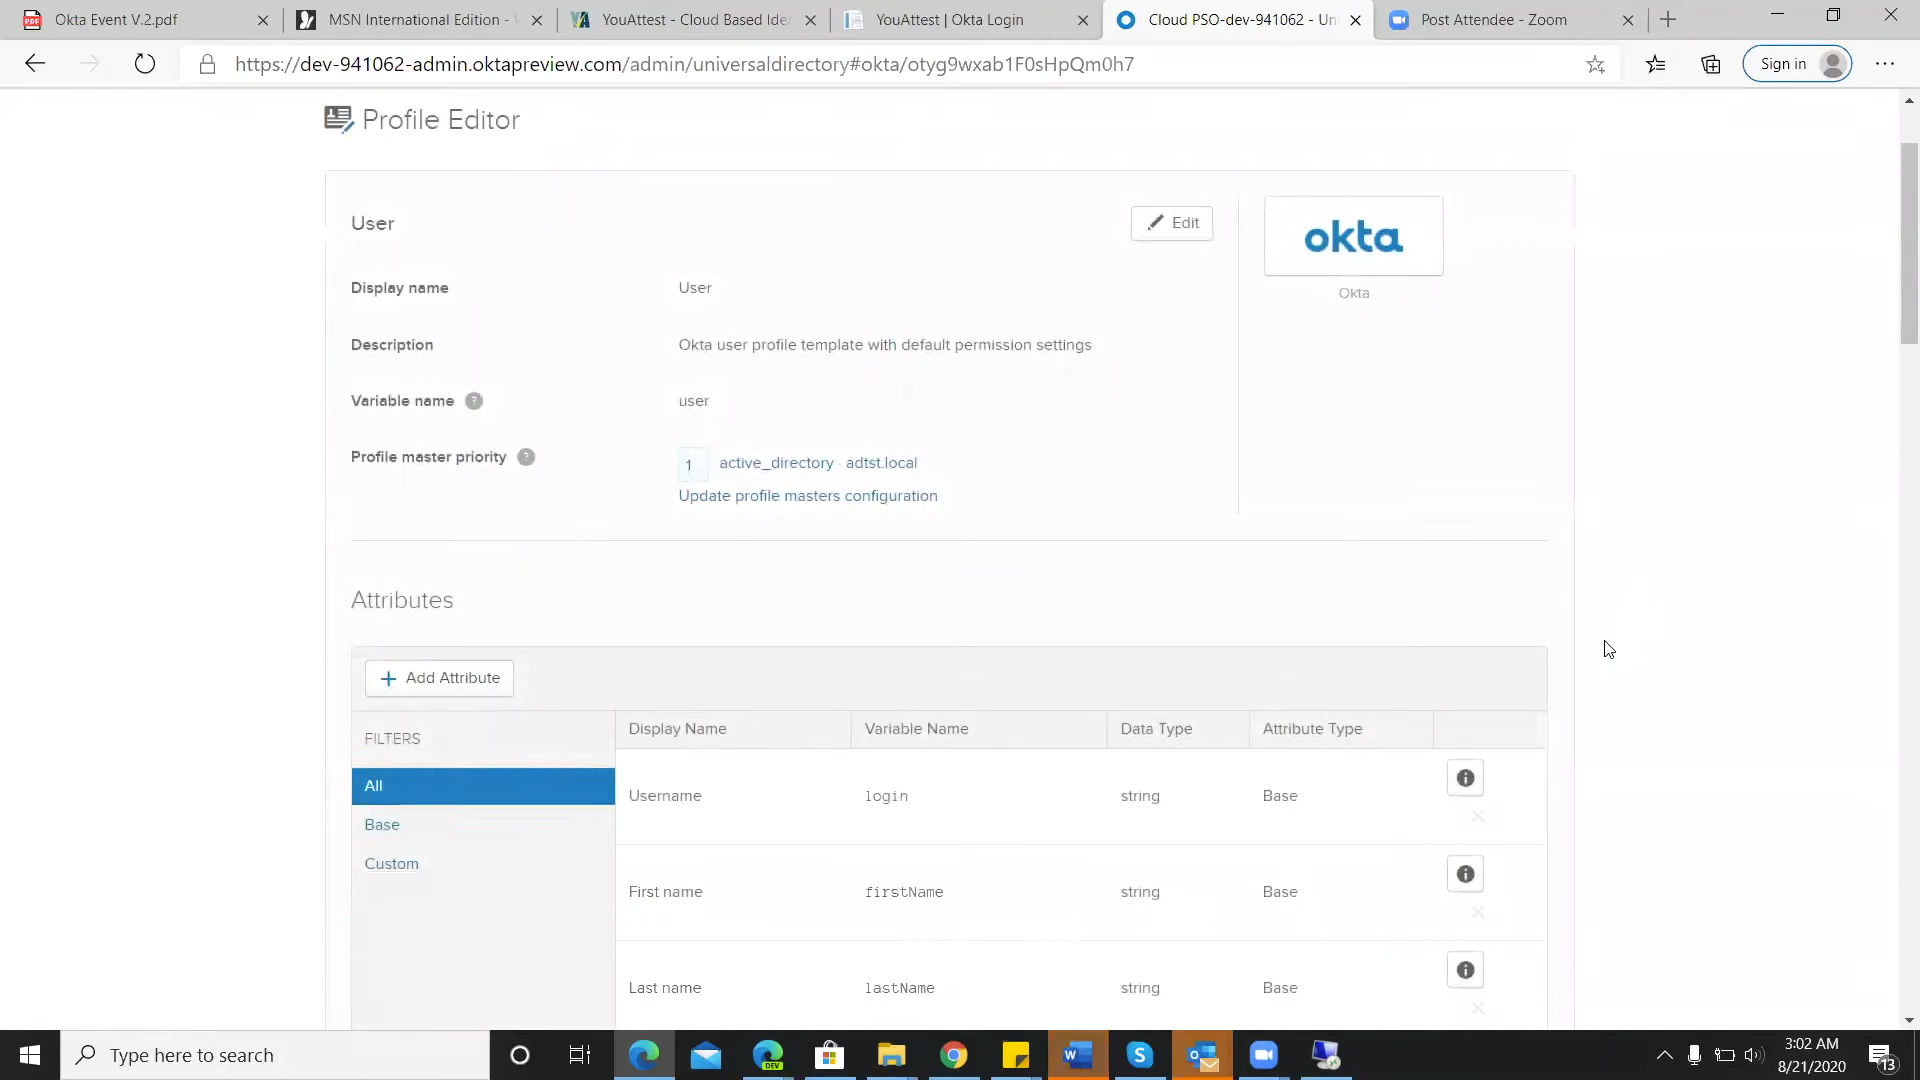 Okta Event V.2.pdf
MSN International Edition -
YouAttest - Cloud Based Ide
YouAttest | Okta Login
Cloud PSO-dev-941062 - Un
Post Attendee - Zoom
https://dev-941062-admin.oktapreview.com/admin/universaldirectory#okta/otyg9wxab1F0sHpQm0h7
Sign in
Profile Editor
User
Edit
okta
Okta
Display name
User
Description
Okta user profile template with default permission settings
Variable name ?
user
Profile master priority ?
1 active_directory · adtst.local
Update profile masters configuration
Attributes
Add Attribute
FILTERS
All
Base
Custom
Display Name Variable Name Data Type Attribute Type
Username login string Base
First name firstName string Base
Last name lastName string Base
Type here to search
DEV
3:02 AM
8/21/2020
13